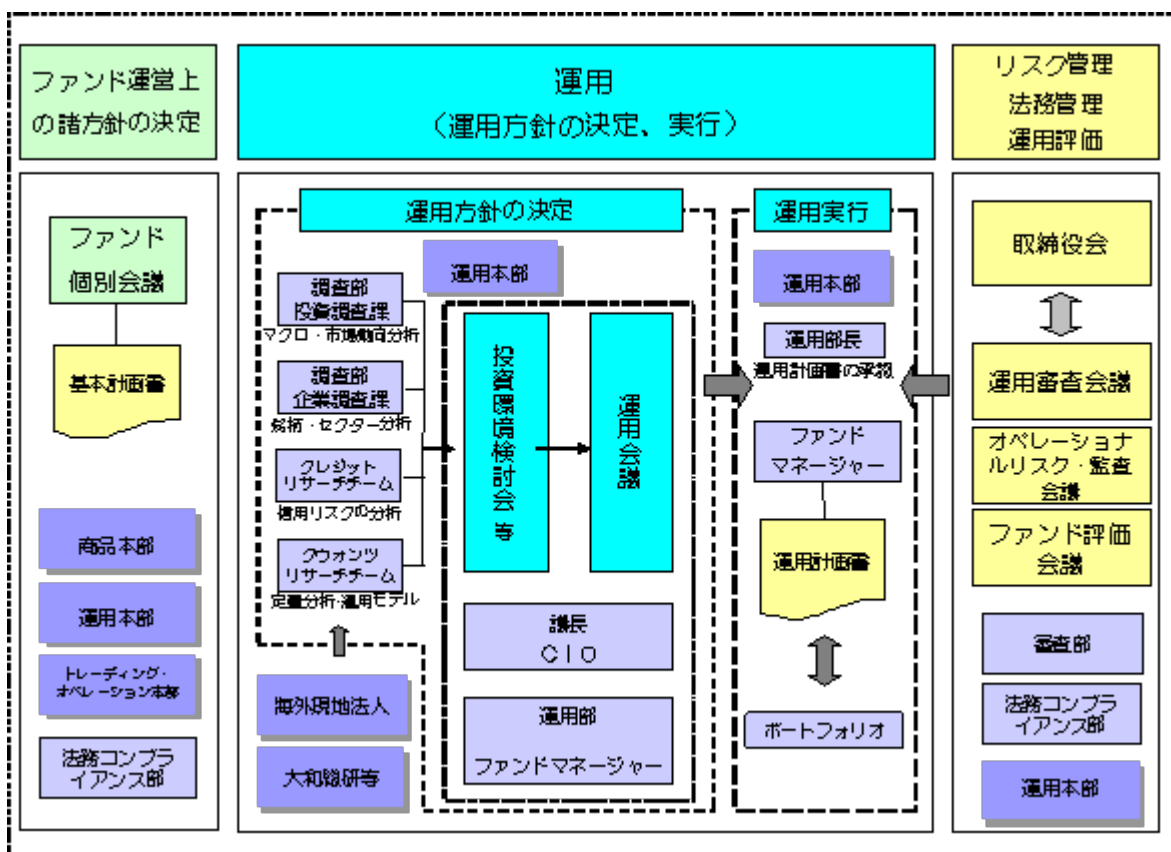 ファンド運営上
の諸方針の決定
運用
（運用方針の決定、実行）
リスク管理
法務管理
運用評価
ファンド
個別会議
基本計画書
商品本部
運用本部
トレーディング・
オペレーション本部
法務コンプラ
イアンス部
運用方針の決定
運用本部
調査部
投資調査課
マクロ・市場動向分析
調査部
企業調査課
銘柄・セクター分析
クレジット
リサーチチーム
信用リスクの分析
クウォンツ
リサーチチーム
定量分析・運用モデル
海外現地法人
大和総研等
投資環境検討会 等
運用会議
議長
CIO
運用部
ファンドマネージャー
運用実行
運用本部
運用部長
運用計画書の承認
ファンド
マネージャー
運用計画書
ポートフォリオ
取締役会
運用審査会議
オペレーショナ
ルリスク・監査
会議
ファンド評価
会議
審査部
法務コンプラ
イアンス部
運用本部